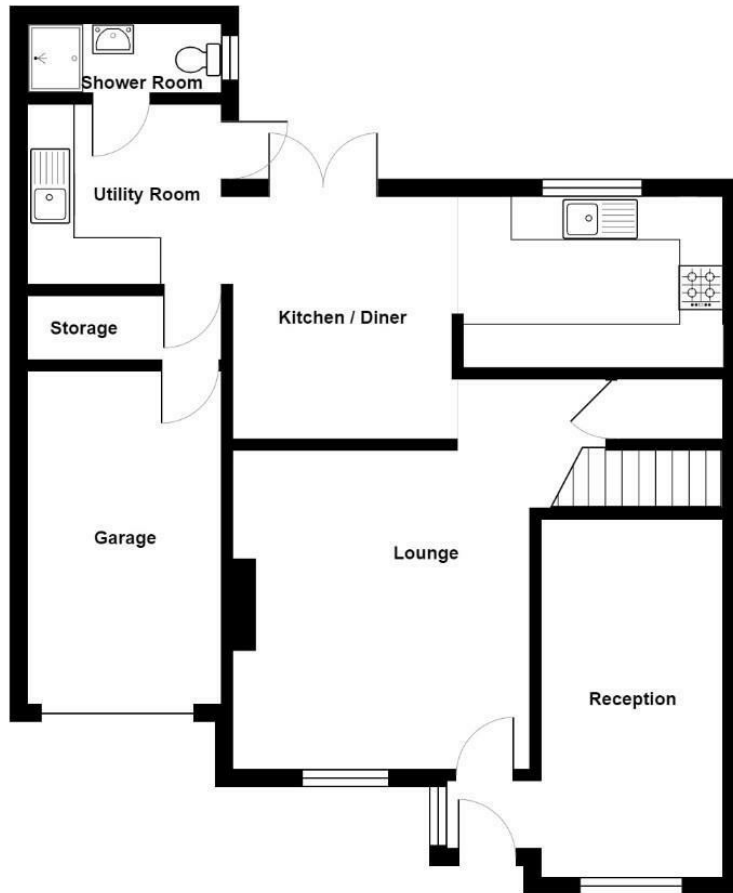 Shower Room
Utility Room
Storage
Kitchen / Diner
Garage
Lounge
Reception